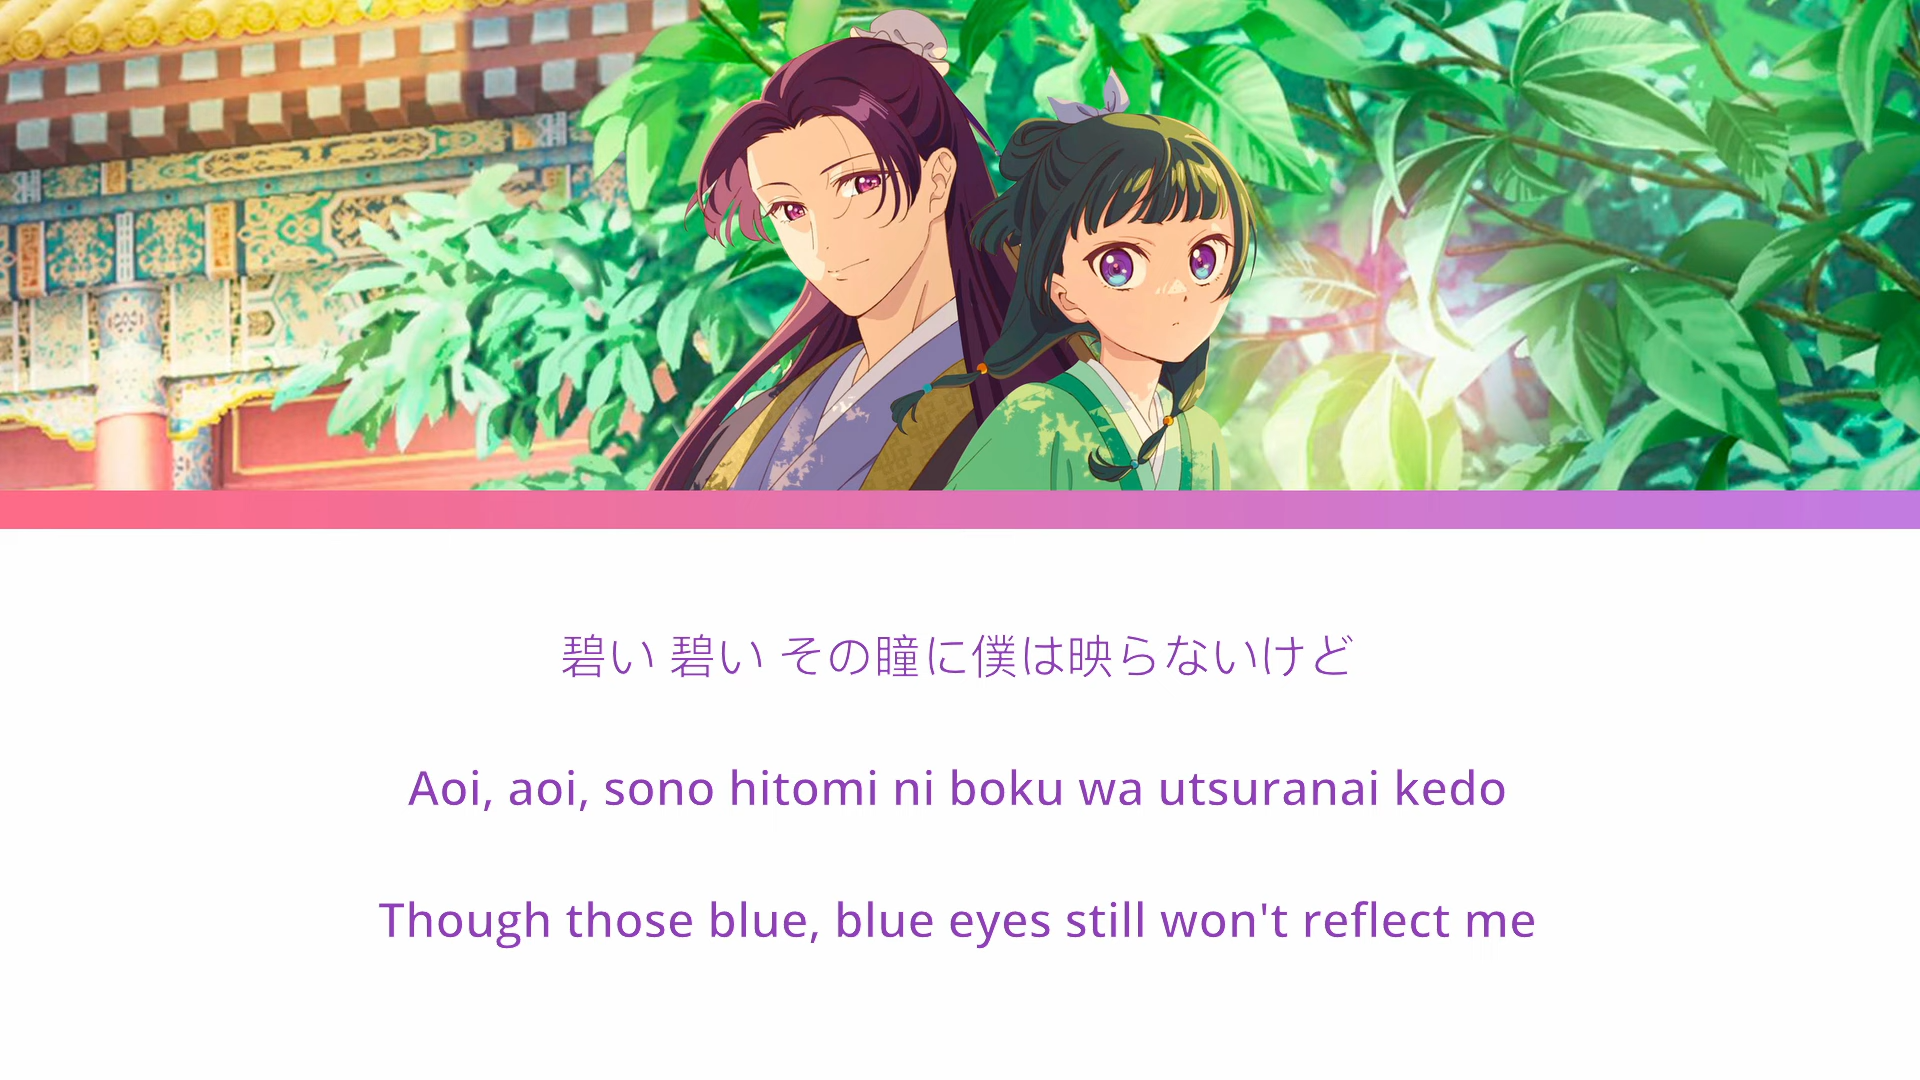 碧い 碧い その瞳に僕は映らないけど
Aoi, aoi, sono hitomi ni boku wa utsuranai kedo
Though those blue, blue eyes still won't reflect me